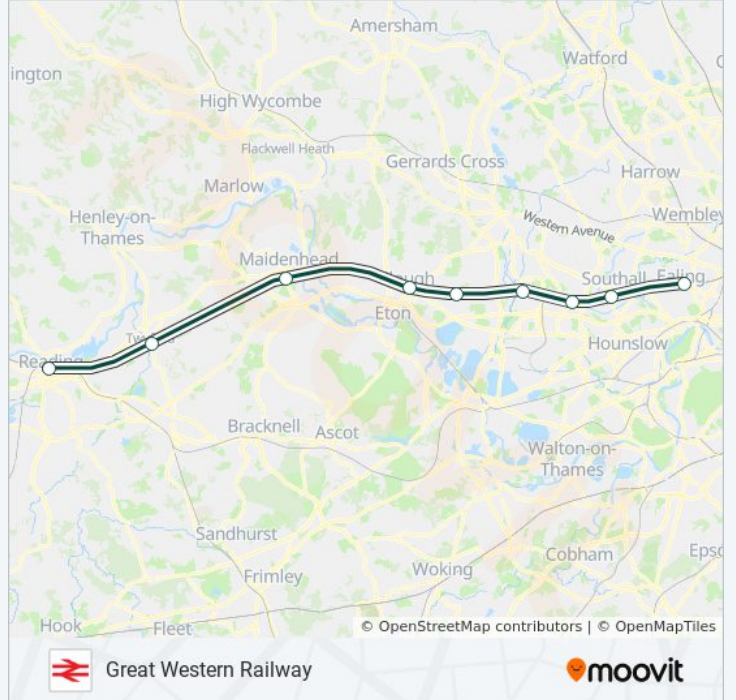 Amersham
Watford
ington
High Wycombe
Flackwell Heath
Gerrards Cross
Harrow
Marlow
Henley-on-
Thames
Western Avenue
Wembley
Maidenhead
Southall
Ealing
Eton
Hounslow
Reading
Bracknell
Ascot
Walton-on-
Thames
Sandhurst
Cobham
Epso
Frimley
Woking
Hook
Fleet
© OpenStreetMap contributors | © OpenMapTiles
Great Western Railway
moovit